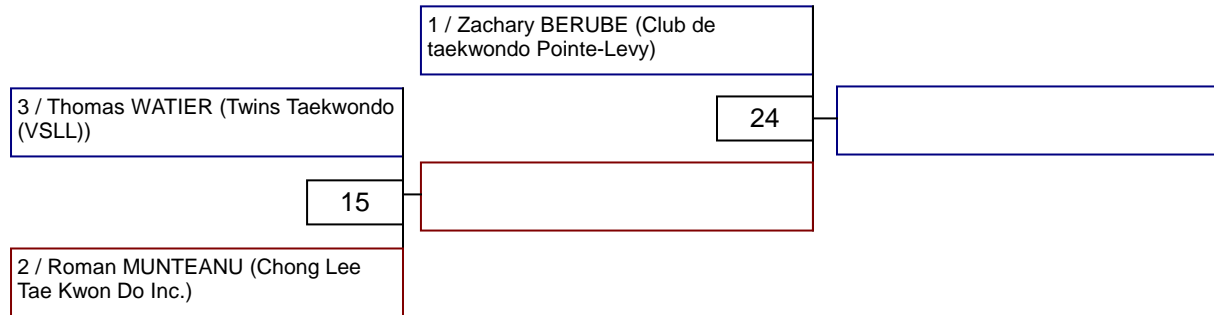 1 / Zachary BERUBE (Club de
taekwondo Pointe-Levy)
3 / Thomas WATIER (Twins Taekwondo
(VSLL))
24
15
2 / Roman MUNTEANU (Chong Lee
Tae Kwon Do Inc.)